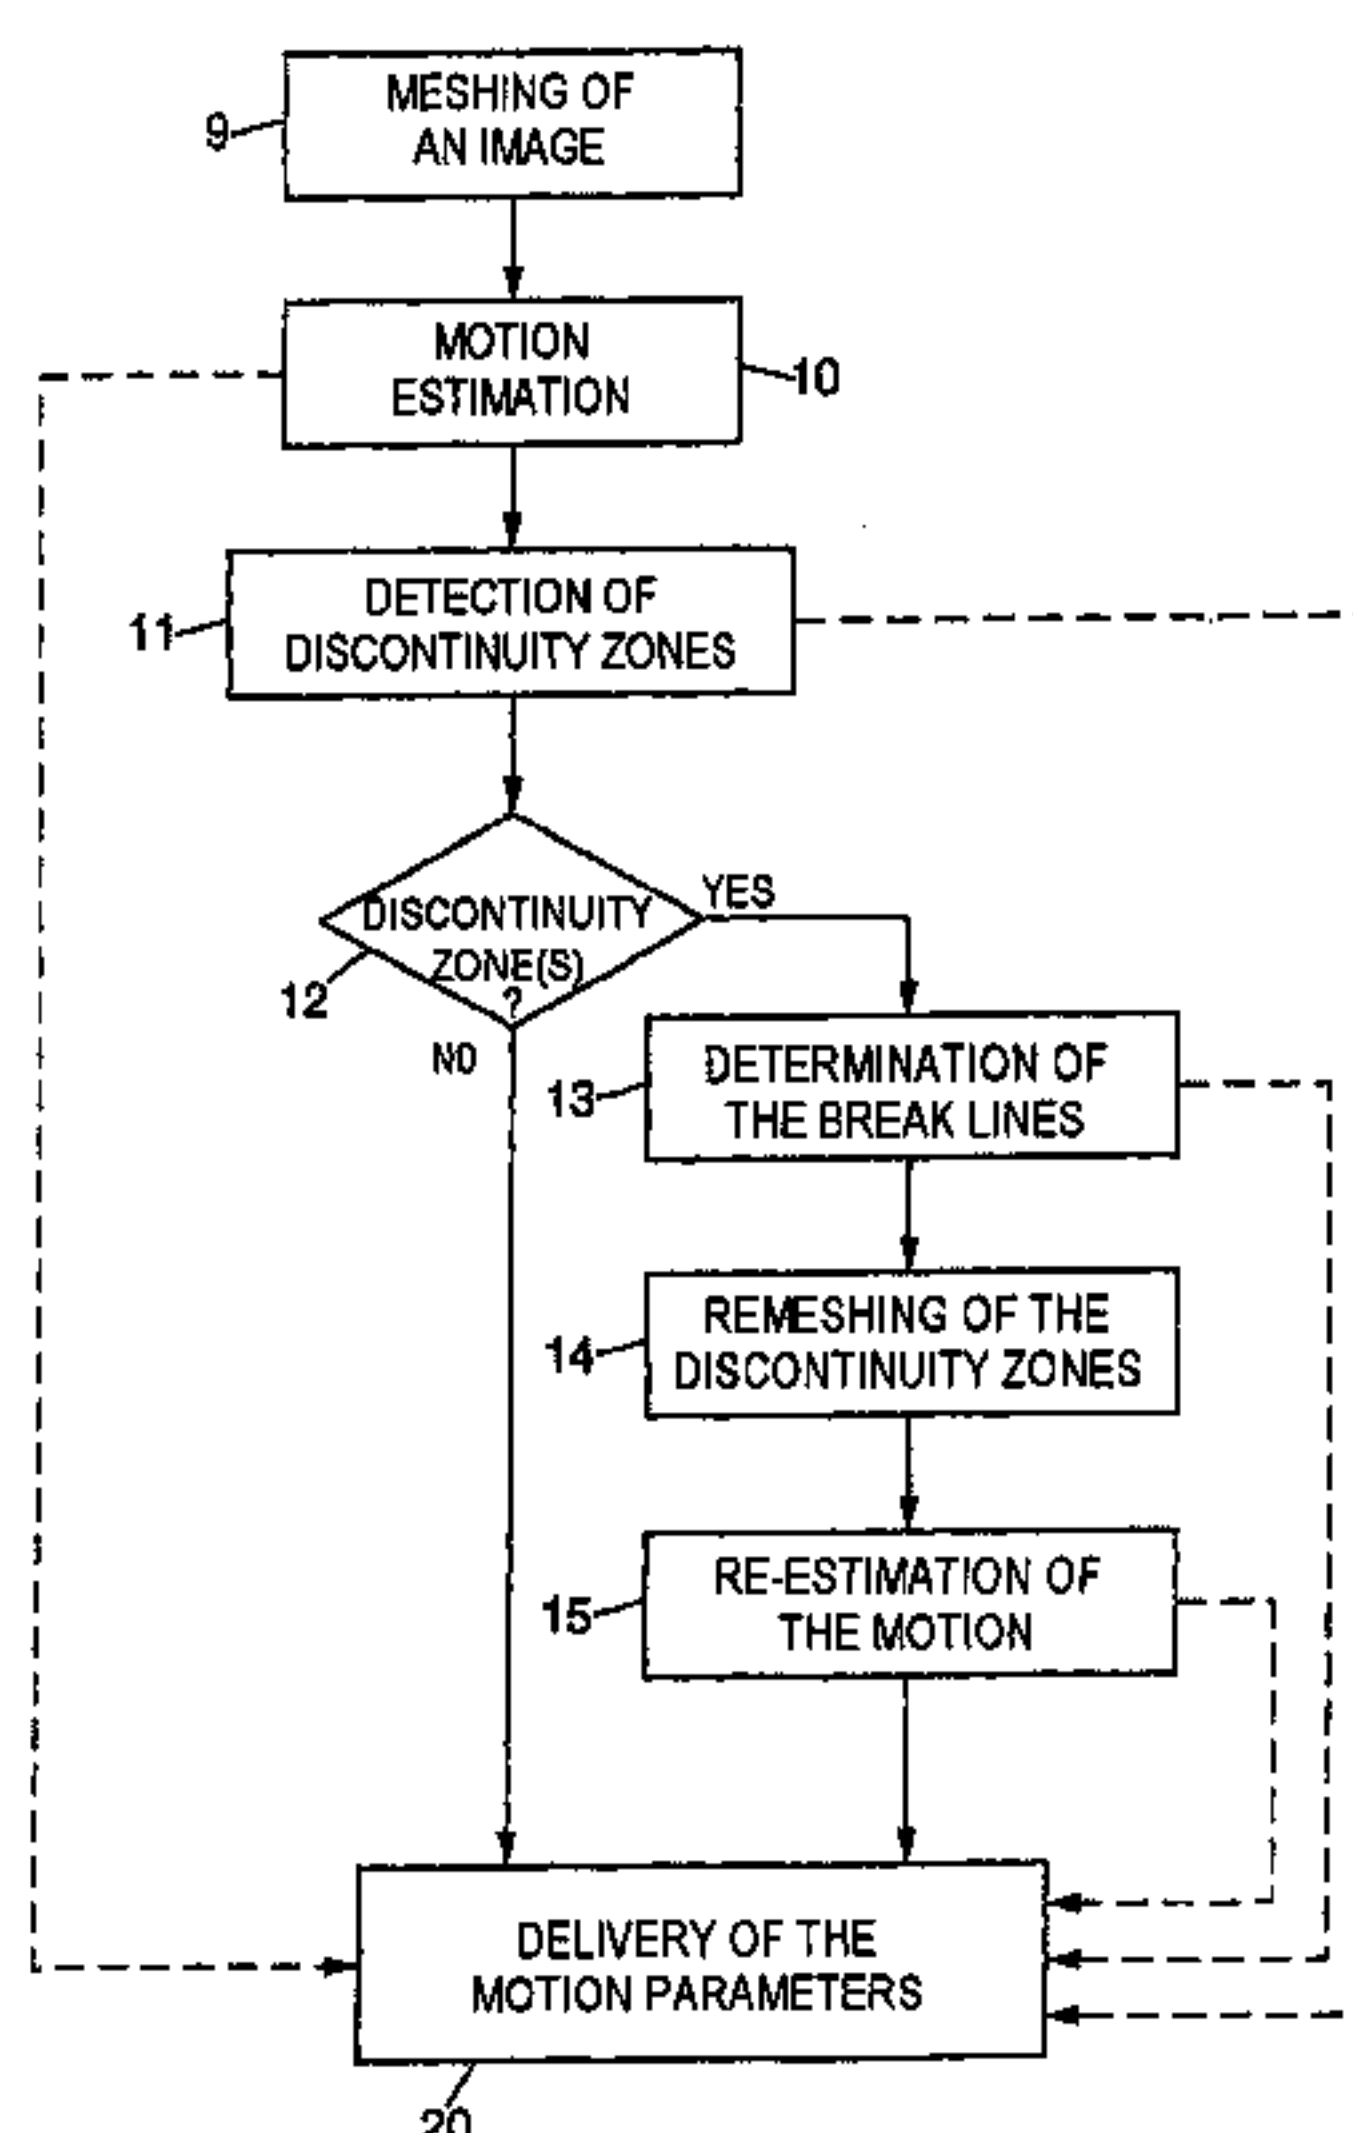 MESHING OF
AN IMAGE
9
MOTION
ESTIMATION
10
DETECTION OF
DISCONTINUITY ZONES
11
DISCONTINUITY
ZONE(S)
?
YES
12
NO
DETERMINATION OF
THE BREAK LINES
13
REMESHING OF THE
DISCONTINUITY ZONES
14
RE-ESTIMATION OF
THE MOTION
15
DELIVERY OF THE
MOTION PARAMETERS
20